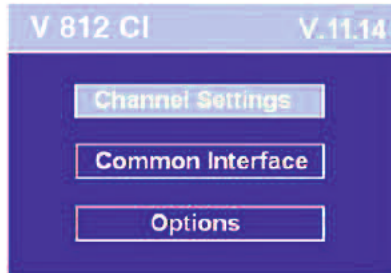 V 812 CI V.11.14
Channel Settings
Common Interface
Options